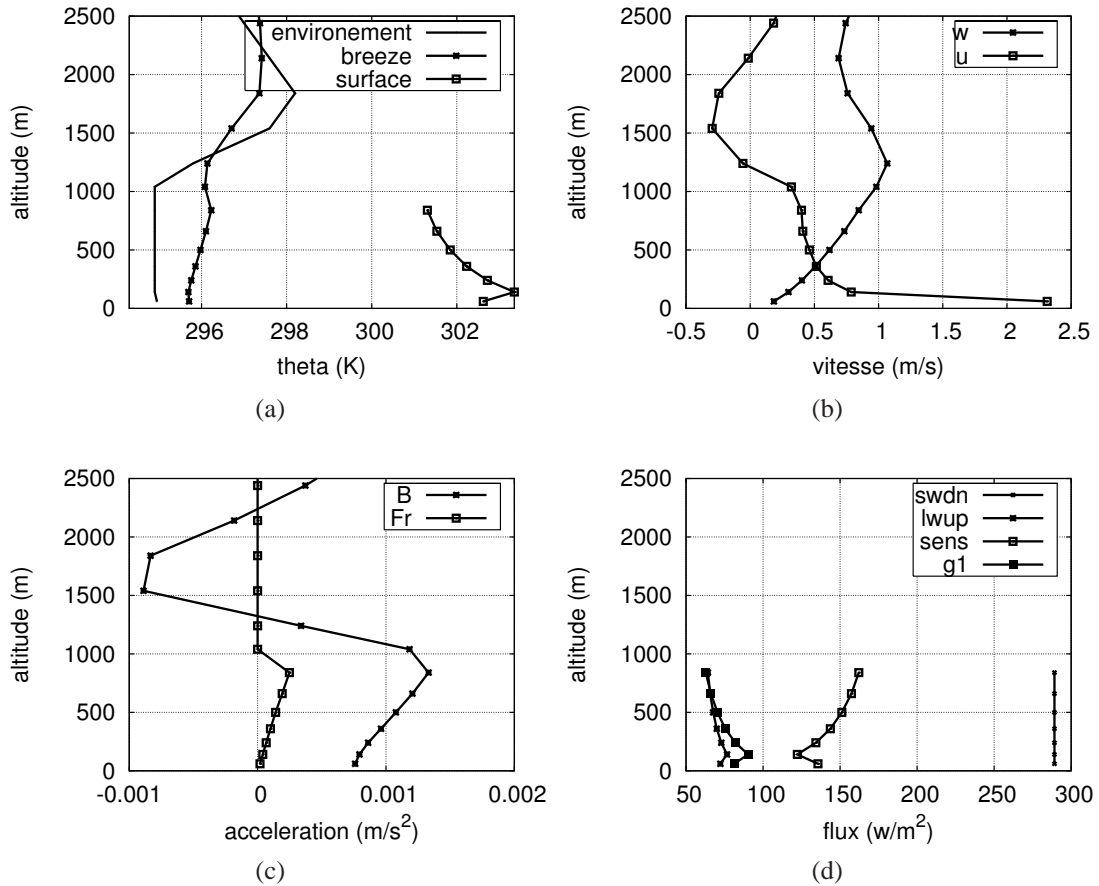 2500
2000
1500
1000
500
0
altitude (m)
environement
breeze
surface
296
298
300
302
theta (K)
(a)
2500
2000
1500
1000
500
0
altitude (m)
w
u
-0.5
0
0.5
1
1.5
2
2.5
vitesse (m/s)
(b)
2500
2000
1500
1000
500
0
altitude (m)
B
Fr
-0.001
0
0.001
0.002
acceleration (m/s²)
(c)
2500
2000
1500
1000
500
0
altitude (m)
swdn
lwup
sens
g1
50
100
150
200
250
300
flux (w/m²)
(d)